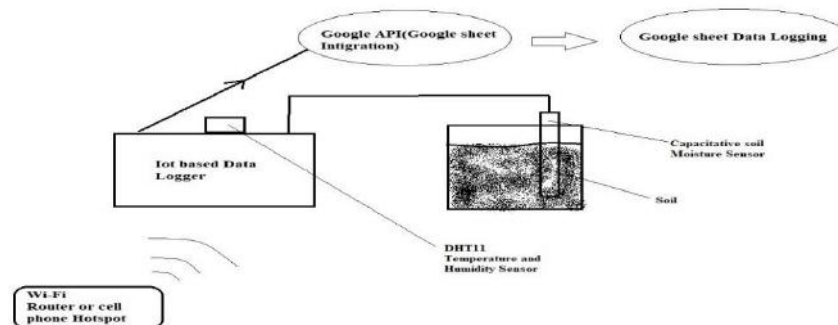 Google API(Google sheet
Intigration)
Google sheet Data Logging
Iot based Data
Logger
Capacitative soil
Moisture Sensor
Soil
DHT11
Temperature and
Humidity Sensor
Wi-Fi
Router or cell
phone Hotspot